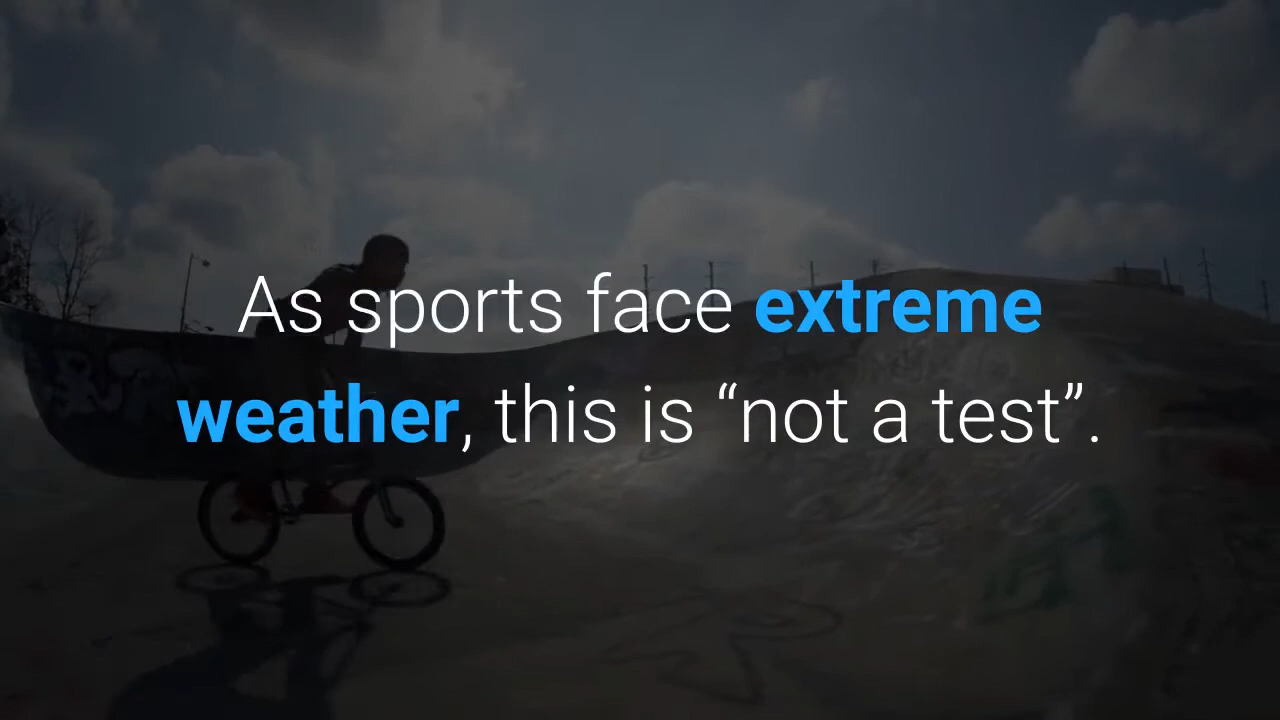 As sports face extreme
weather, this is “not a test”.